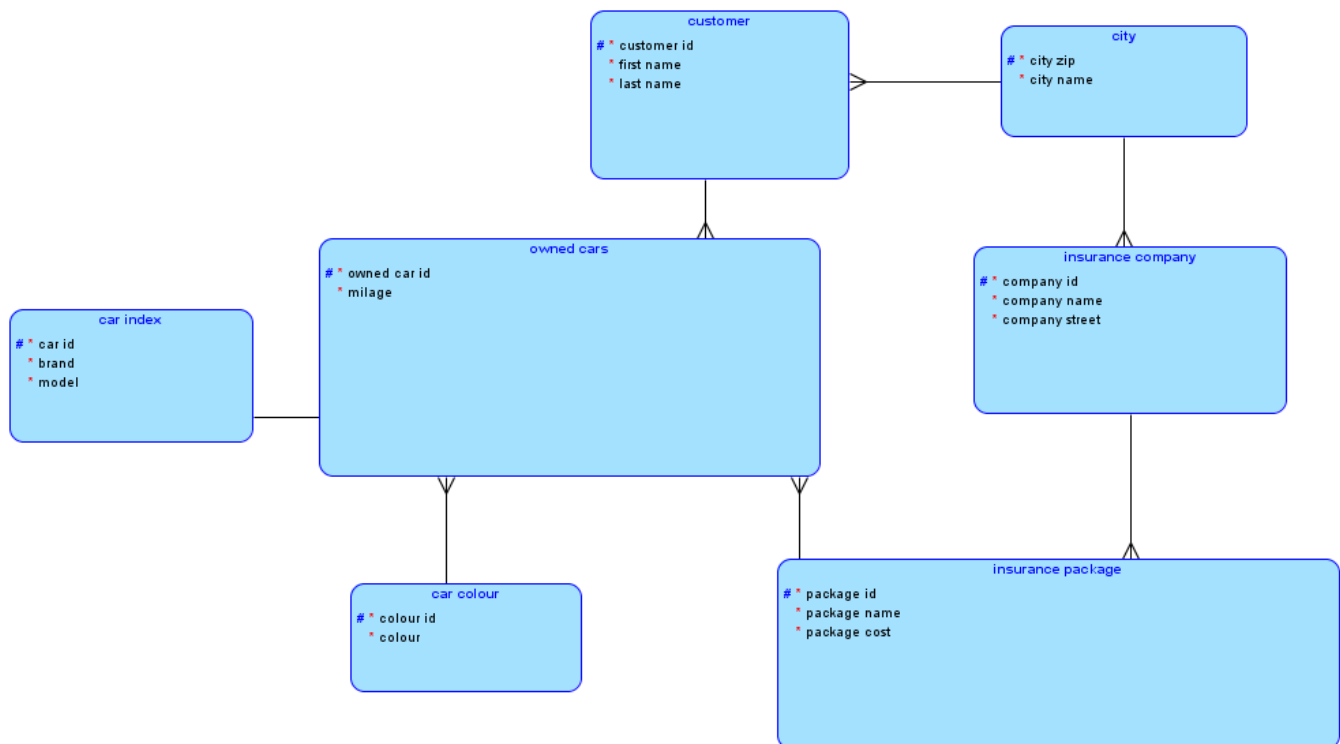 customer
# * customer id
* first name
* last name
city
# * city zip
* city name
owned cars
# * owned car id
* milage
insurance company
# * company id
* company name
* company street
car index
# * car id
* brand
* model
car colour
# * colour id
* colour
insurance package
# * package id
* package name
* package cost